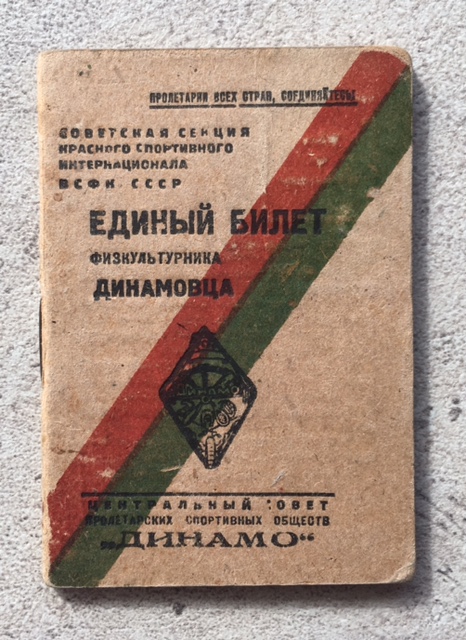 ПРОЛЕТАРИИ ВСЕХ СТРАН, СОЕДИНЯЙТЕСЬ!
СОВЕТСКАЯ СЕКЦИЯ
КРАСНОГО СПОРТИВНОГО
ИНТЕРНАЦИОНАЛА
ВСФК СССР
ЕДИНЫЙ БИЛЕТ
ФИЗКУЛЬТУРНИКА
ДИНАМОВЦА
ДИНАМО
ЦЕНТРАЛЬНЫЙ СОВЕТ
ПРОЛЕТАРСКИХ СПОРТИВНЫХ ОБЩЕСТВ
„ДИНАМО“